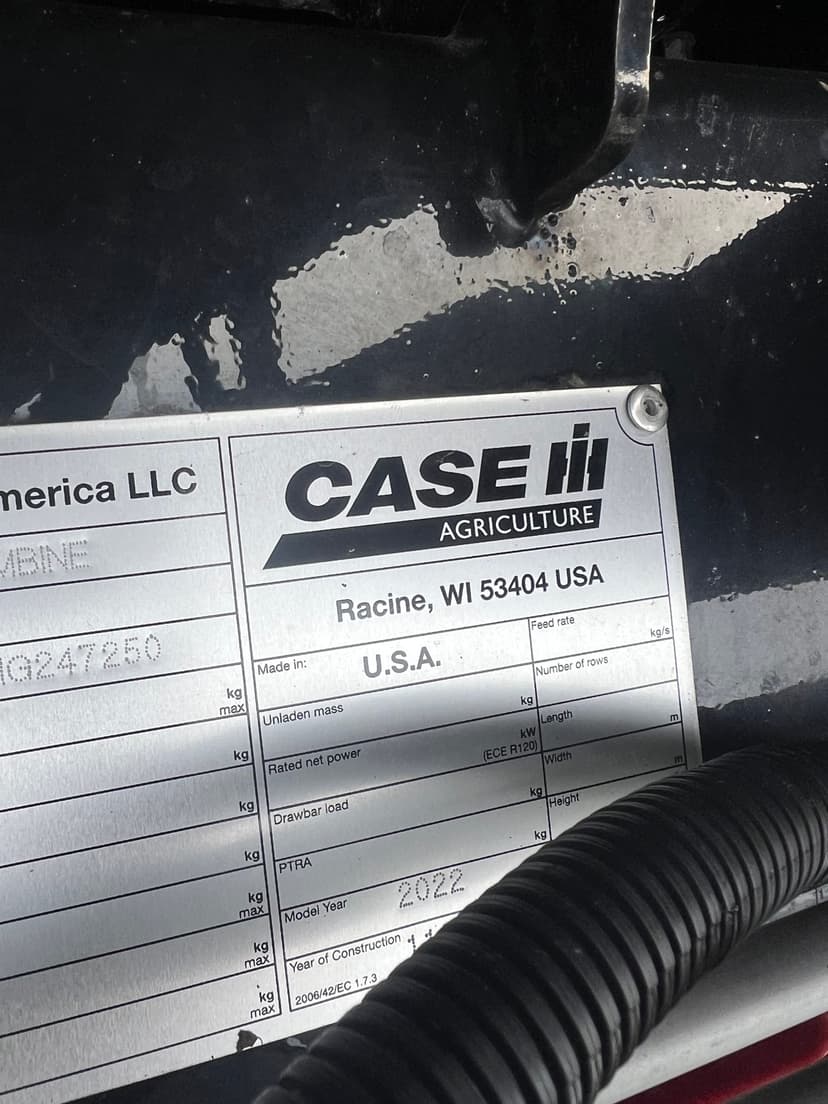 merica LLC
MBINE
G247250
kg
max
kg
kg
kg
kg
max
kg
max
kg
max
CASE IH
AGRICULTURE
Racine, WI 53404 USA
Made in: U.S.A.
Feed rate kg/s
Unladen mass kg
Number of rows
Rated net power kW
(ECE R120)
Length m
Width m
Drawbar load kg
Height
PTRA kg
Model Year 2022
Year of Construction
2006/42/EC 1.7.3